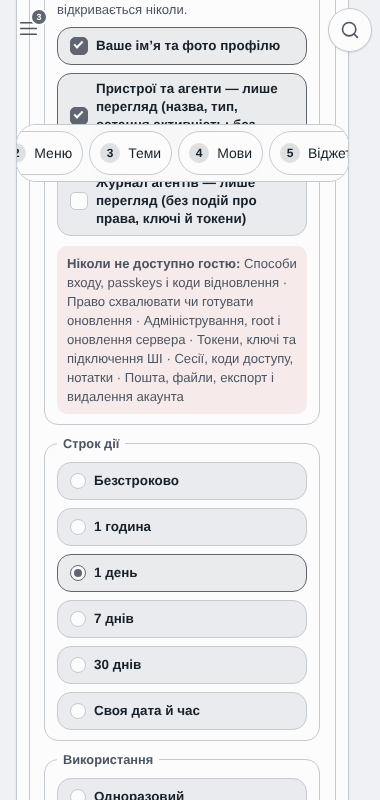 відкривається ніколи.
3
Ваше ім’я та фото профілю
Пристрої та агенти — лише
перегляд (назва, тип,
2 Меню 3 Теми 4 Мови 5 Віджет
Журнал агентів — лише
перегляд (без подій про
права, ключі й токени)
Ніколи не доступно гостю: Способи
входу, passkeys і коди відновлення ·
Право схвалювати чи готувати
оновлення · Адміністрування, root і
оновлення сервера · Токени, ключі та
підключення ШІ · Сесії, коди доступу,
нотатки · Пошта, файли, експорт і
видалення акаунта
Строк дії
Безстроково
1 година
1 день
7 днів
30 днів
Своя дата й час
Використання
Одноразовий